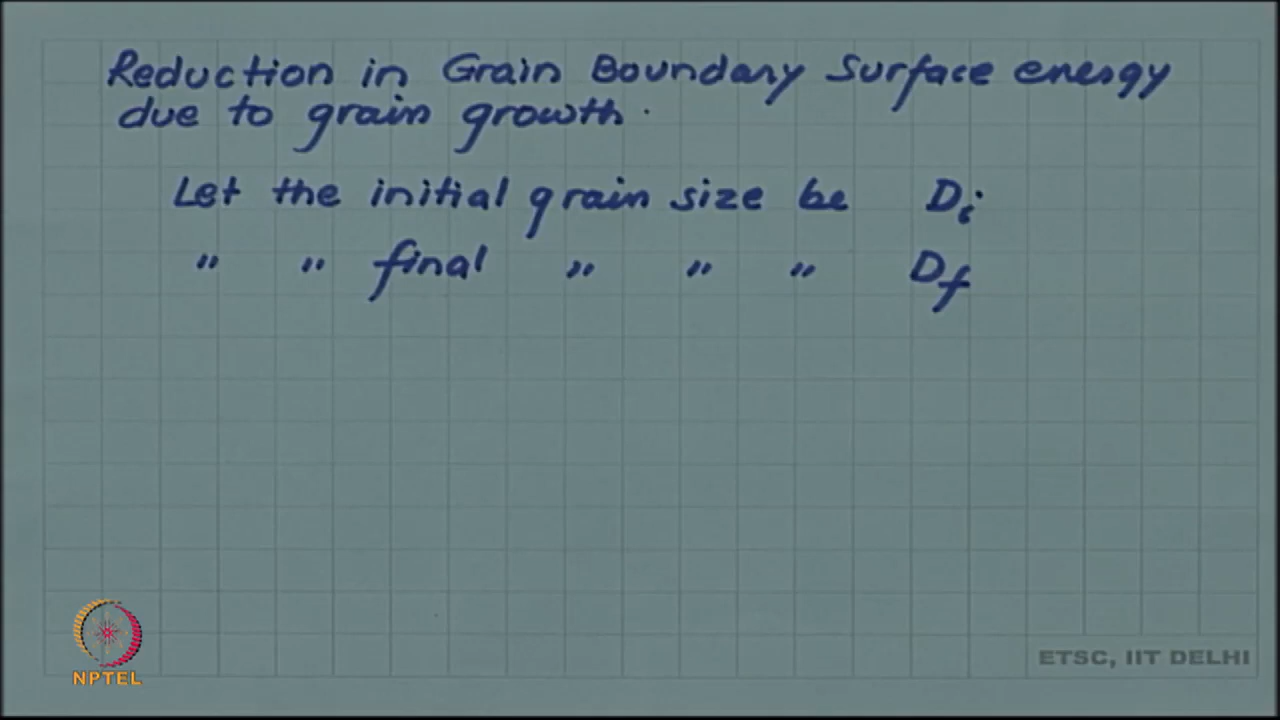 Reduction in Grain Boundary Surface energy
due to grain growth.
Let the initial grain size be Di
" " final " " " Df
NPTEL
ETSC, IIT DELHI